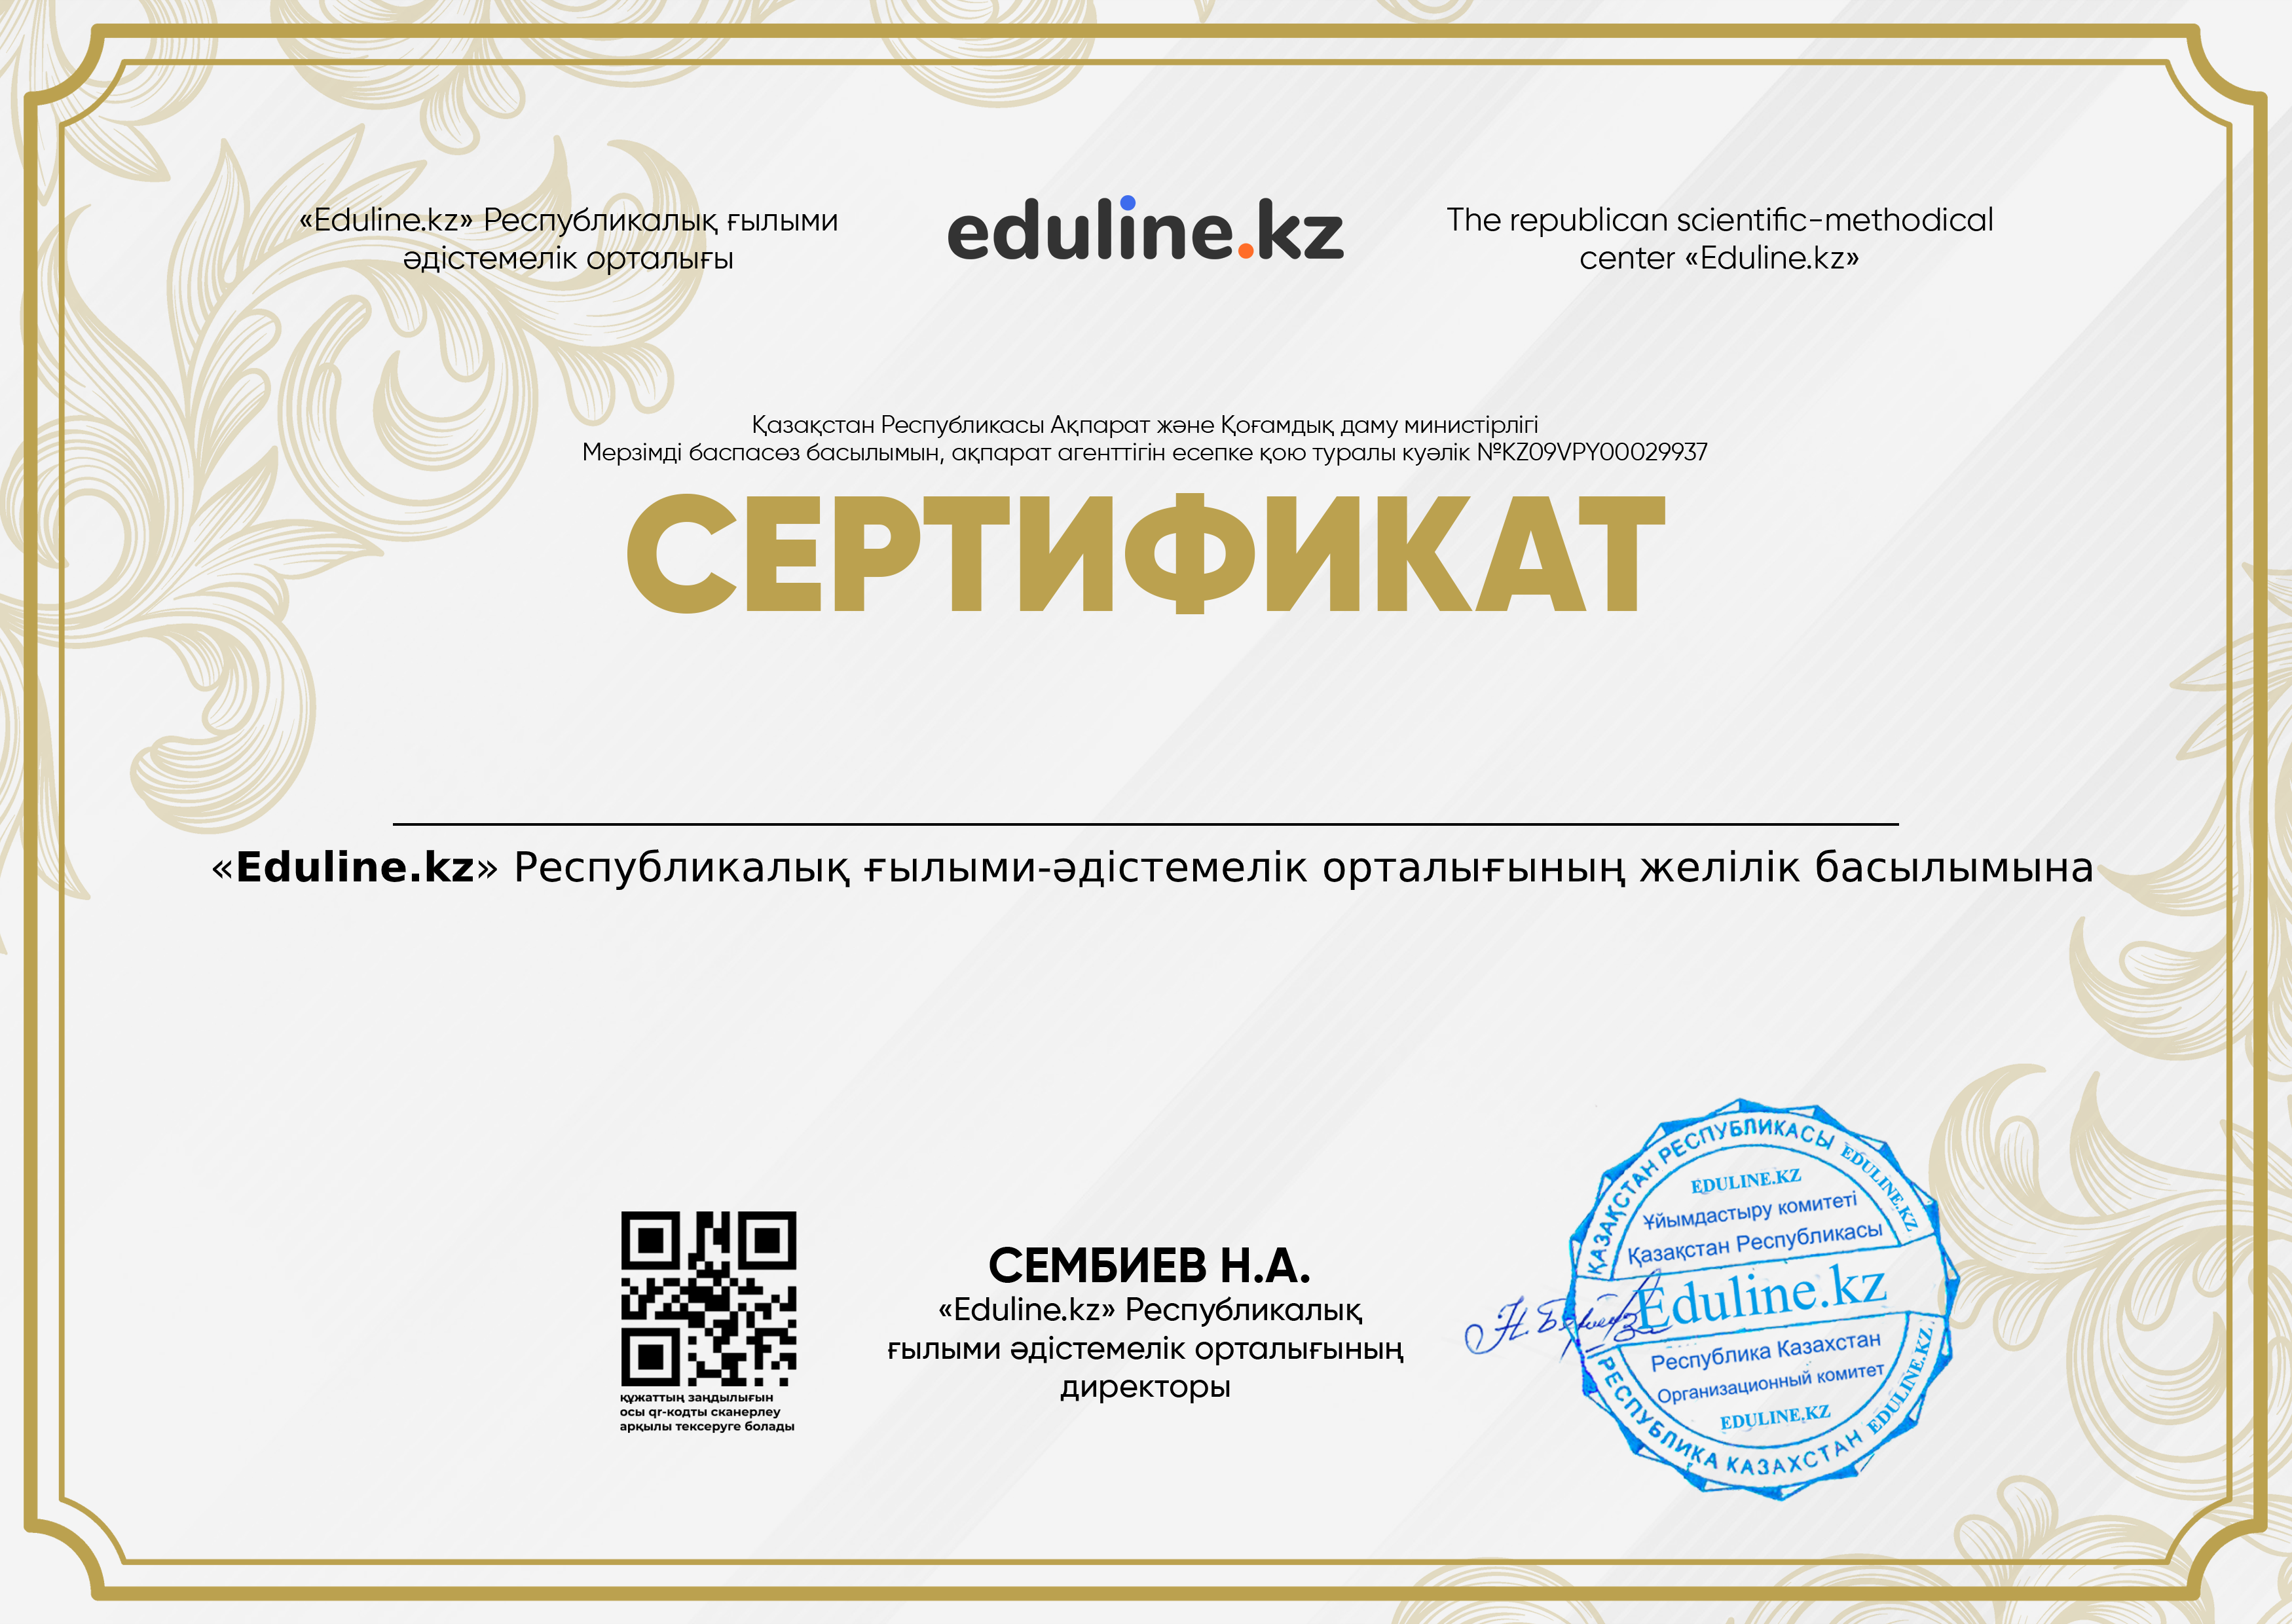 «Eduline.kz» Республикалық ғылыми
әдістемелік орталығы
eduline.kz
The republican scientific-methodical
center «Eduline.kz»
Қазақстан Республикасы Ақпарат және Қоғамдық даму министірлігі
Мерзімді баспасөз басылымын, ақпарат агенттігін есепке қою туралы куәлік №KZ09VPY00029937
СЕРТИФИКАТ
«Eduline.kz» Республикалық ғылыми-әдістемелік орталығының желілік басылымына
құжаттың заңдылығын
осы qr-кодты сканерлеу
арқылы тексеруге болады
СЕМБИЕВ Н.А.
«Eduline.kz» Республикалық
ғылыми әдістемелік орталығының
директоры
ҚАЗАҚСТАН РЕСПУБЛИКАСЫ EDULINE.KZ
EDULINE.KZ
Ұйымдастыру комитеті
Қазақстан Республикасы
Eduline.kz
Республика Казахстан
Организационный комитет
EDULINE.KZ
РЕСПУБЛИКА КАЗАХСТАН EDULINE.KZ